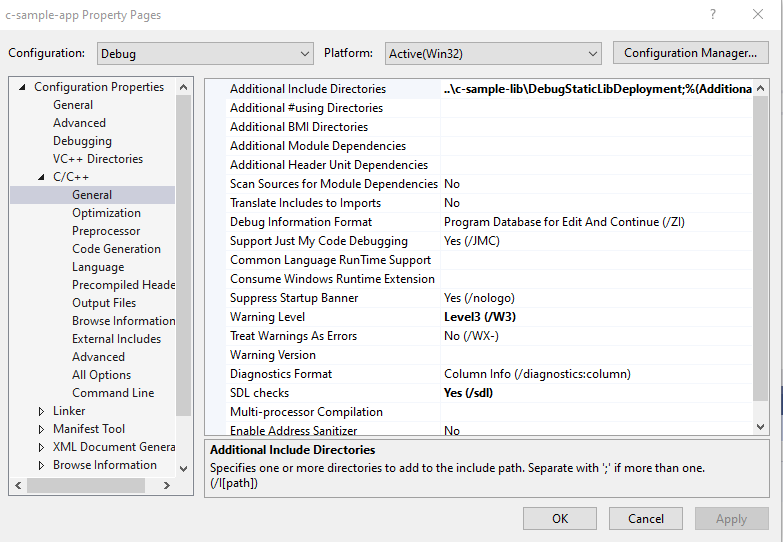 c-sample-app Property Pages
? ×
Configuration: Debug Platform: Active(Win32) Configuration Manager...
Configuration Properties
General
Advanced
Debugging
VC++ Directories
C/C++
General
Optimization
Preprocessor
Code Generation
Language
Precompiled Heade
Output Files
Browse Information
External Includes
Advanced
All Options
Command Line
Linker
Manifest Tool
XML Document Genera
Browse Information
Additional Include Directories ..\c-sample-lib\DebugStaticLibDeployment;%(Additiona
Additional #using Directories
Additional BMI Directories
Additional Module Dependencies
Additional Header Unit Dependencies
Scan Sources for Module Dependencies No
Translate Includes to Imports No
Debug Information Format Program Database for Edit And Continue (/ZI)
Support Just My Code Debugging Yes (/JMC)
Common Language RunTime Support
Consume Windows Runtime Extension
Suppress Startup Banner Yes (/nologo)
Warning Level Level3 (/W3)
Treat Warnings As Errors No (/WX-)
Warning Version
Diagnostics Format Column Info (/diagnostics:column)
SDL checks Yes (/sdl)
Multi-processor Compilation
Enable Address Sanitizer No
Additional Include Directories
Specifies one or more directories to add to the include path. Separate with ';' if more than one.
(/I[path])
OK Cancel Apply